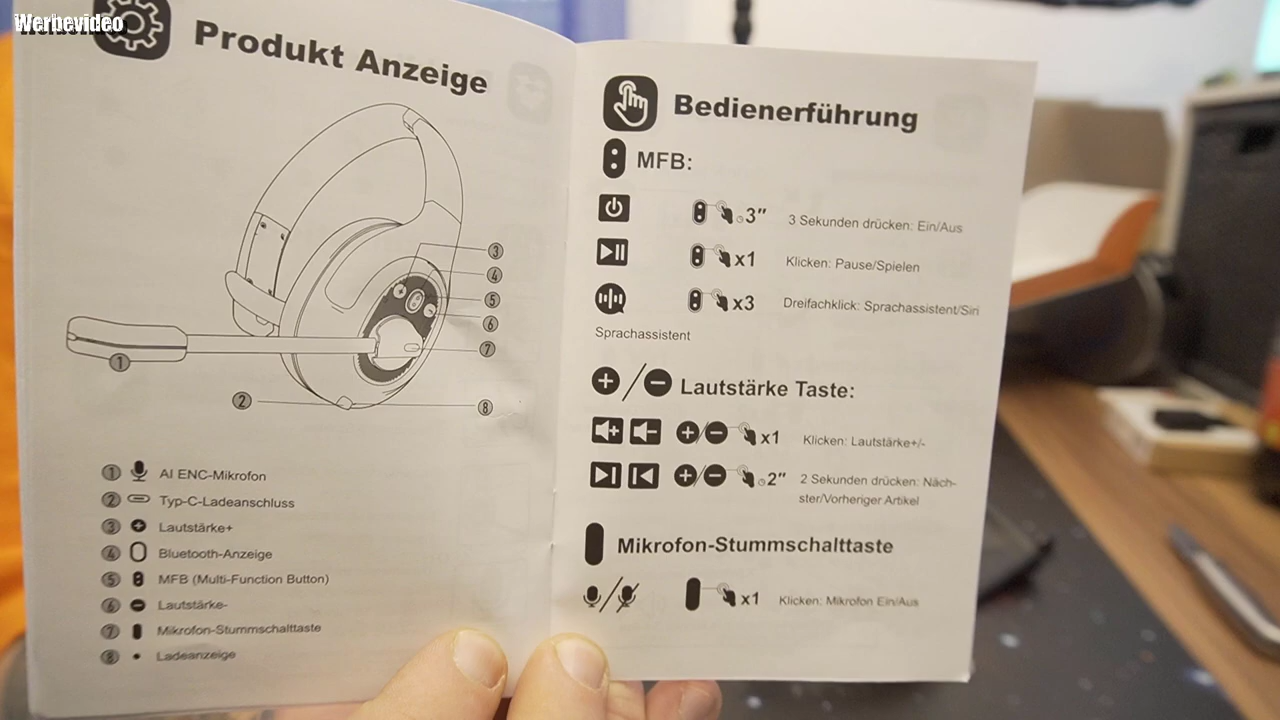 Werbevideo
Produkt Anzeige
3
4
5
6
7
1
2
8
1 AI ENC-Mikrofon
2 Typ-C-Ladeanschluss
3 Lautstärke+
4 Bluetooth-Anzeige
5 MFB (Multi-Function Button)
6 Lautstärke-
7 Mikrofon-Stummschalttaste
8 Ladeanzeige
Bedienerführung
MFB:
3″ 3 Sekunden drücken: Ein/Aus
x1 Klicken: Pause/Spielen
x3 Dreifachklick: Sprachassistent/Siri
Sprachassistent
+/− Lautstärke Taste:
+/− x1 Klicken: Lautstärke+/-
+/− 2″ 2 Sekunden drücken: Näch-
ster/Vorheriger Artikel
Mikrofon-Stummschalttaste
x1 Klicken: Mikrofon Ein/Aus